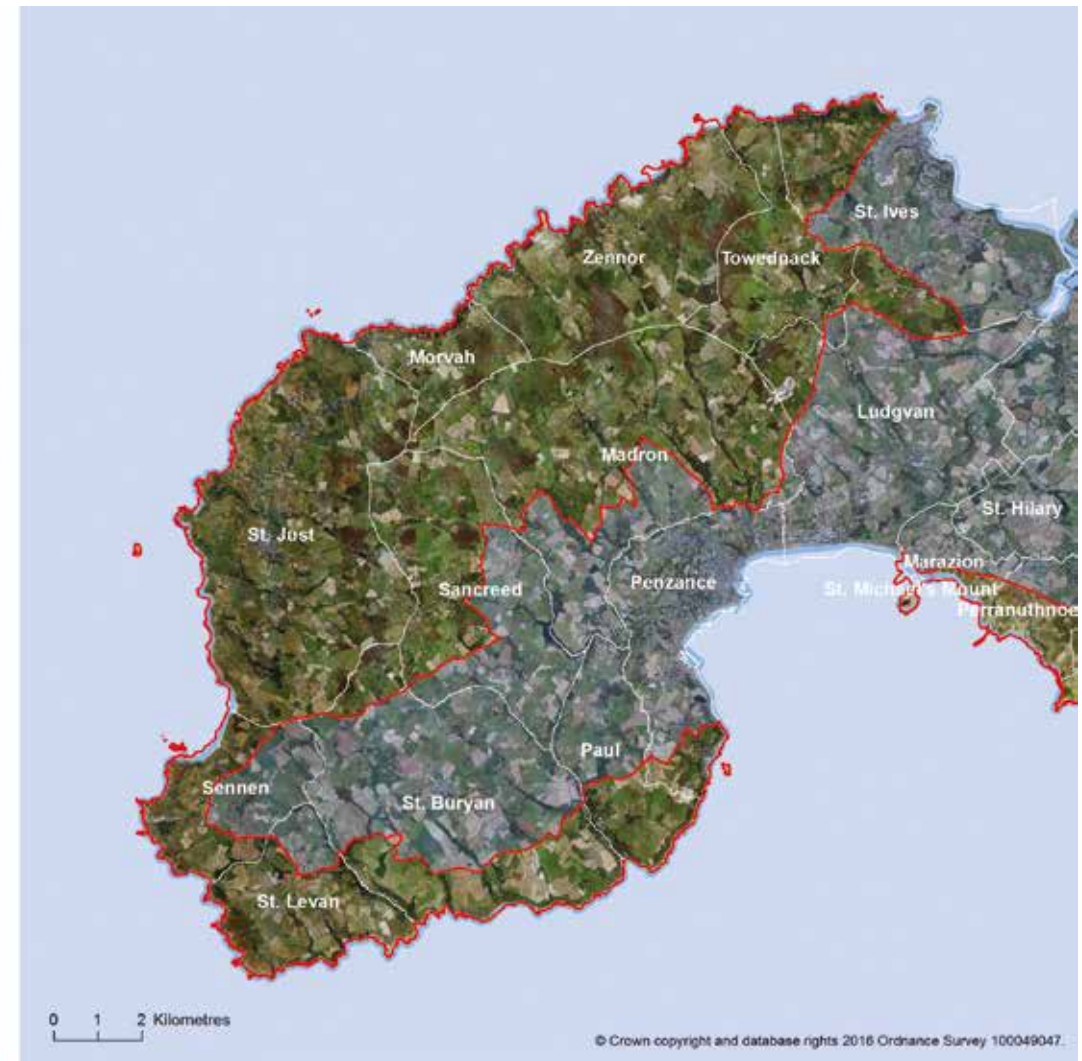 St. Ives
Zennor
Towednack
Morvah
Ludgvan
Madron
St. Hilary
St. Just
Marazion
Sancreed
Penzance
St. Michael's Mount
Perranuthnoe
Paul
Sennen
St. Buryan
St. Levan
0 1 2 Kilometres
© Crown copyright and database rights 2016 Ordnance Survey 100049047.